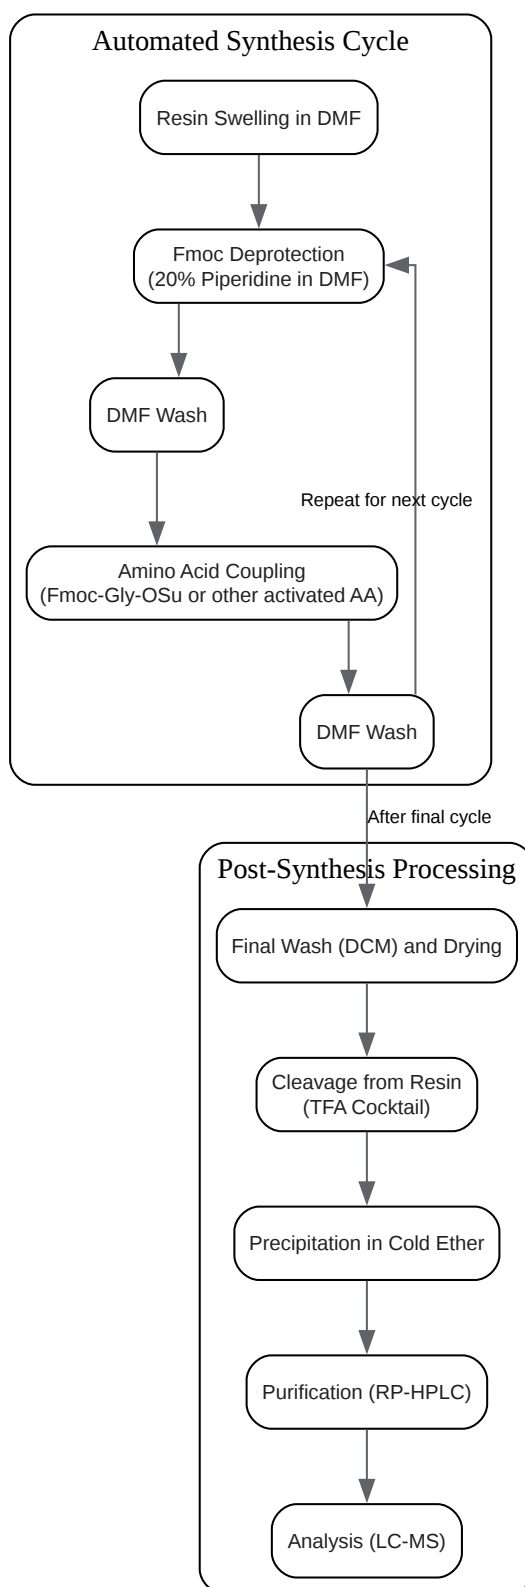 Automated Synthesis Cycle
Resin Swelling in DMF
Fmoc Deprotection
(20% Piperidine in DMF)
DMF Wash
Repeat for next cycle
Amino Acid Coupling
(Fmoc-Gly-OSu or other activated AA)
DMF Wash
After final cycle
Post-Synthesis Processing
Final Wash (DCM) and Drying
Cleavage from Resin
(TFA Cocktail)
Precipitation in Cold Ether
Purification (RP-HPLC)
Analysis (LC-MS)